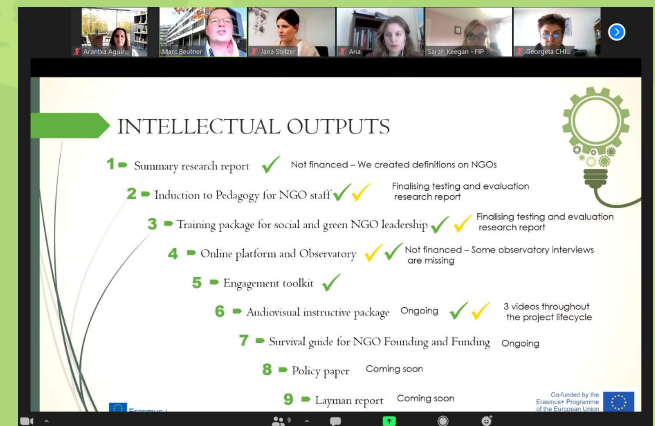 Arantxa Agui
Marc Beutner
Jana Stelzer
Ana
Sarah Keegan - FIP
Georgeta CHI
INTELLECTUAL OUTPUTS
1 Summary research report Not financed – We created definitions on NGOs
2 Induction to Pedagogy for NGO staff Finalising testing and evaluation
research report
3 Training package for social and green NGO leadership Finalising testing and evaluation
research report
4 Online platform and Observatory Not financed – Some observatory interviews
are missing
5 Engagement toolkit
6 Audiovisual instructive package Ongoing 3 videos throughout
the project lifecycle
7 Survival guide for NGO Founding and Funding Ongoing
8 Policy paper Coming soon
9 Layman report Coming soon
Erasmus+
Co-funded by the
Erasmus+ Programme
of the European Union
9